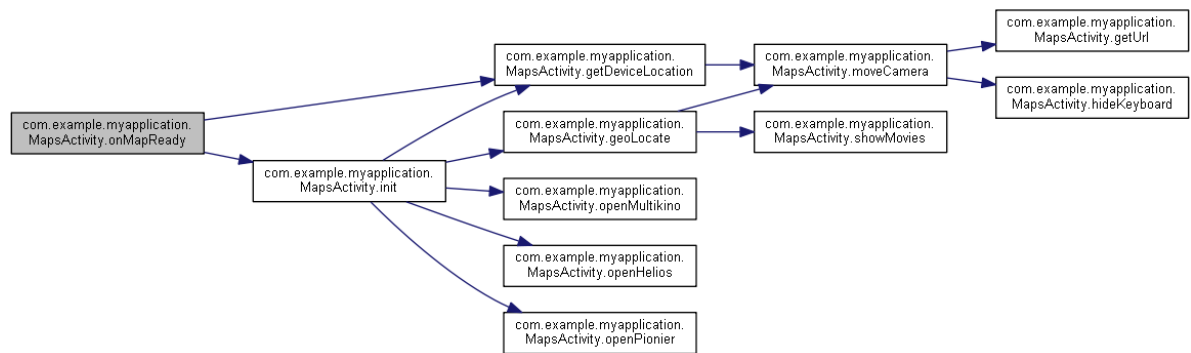 com.example.myapplication.
MapsActivity.onMapReady
com.example.myapplication.
MapsActivity.init
com.example.myapplication.
MapsActivity.getDeviceLocation
com.example.myapplication.
MapsActivity.geoLocate
com.example.myapplication.
MapsActivity.openMultikino
com.example.myapplication.
MapsActivity.openHelios
com.example.myapplication.
MapsActivity.openPionier
com.example.myapplication.
MapsActivity.moveCamera
com.example.myapplication.
MapsActivity.showMovies
com.example.myapplication.
MapsActivity.getUrl
com.example.myapplication.
MapsActivity.hideKeyboard